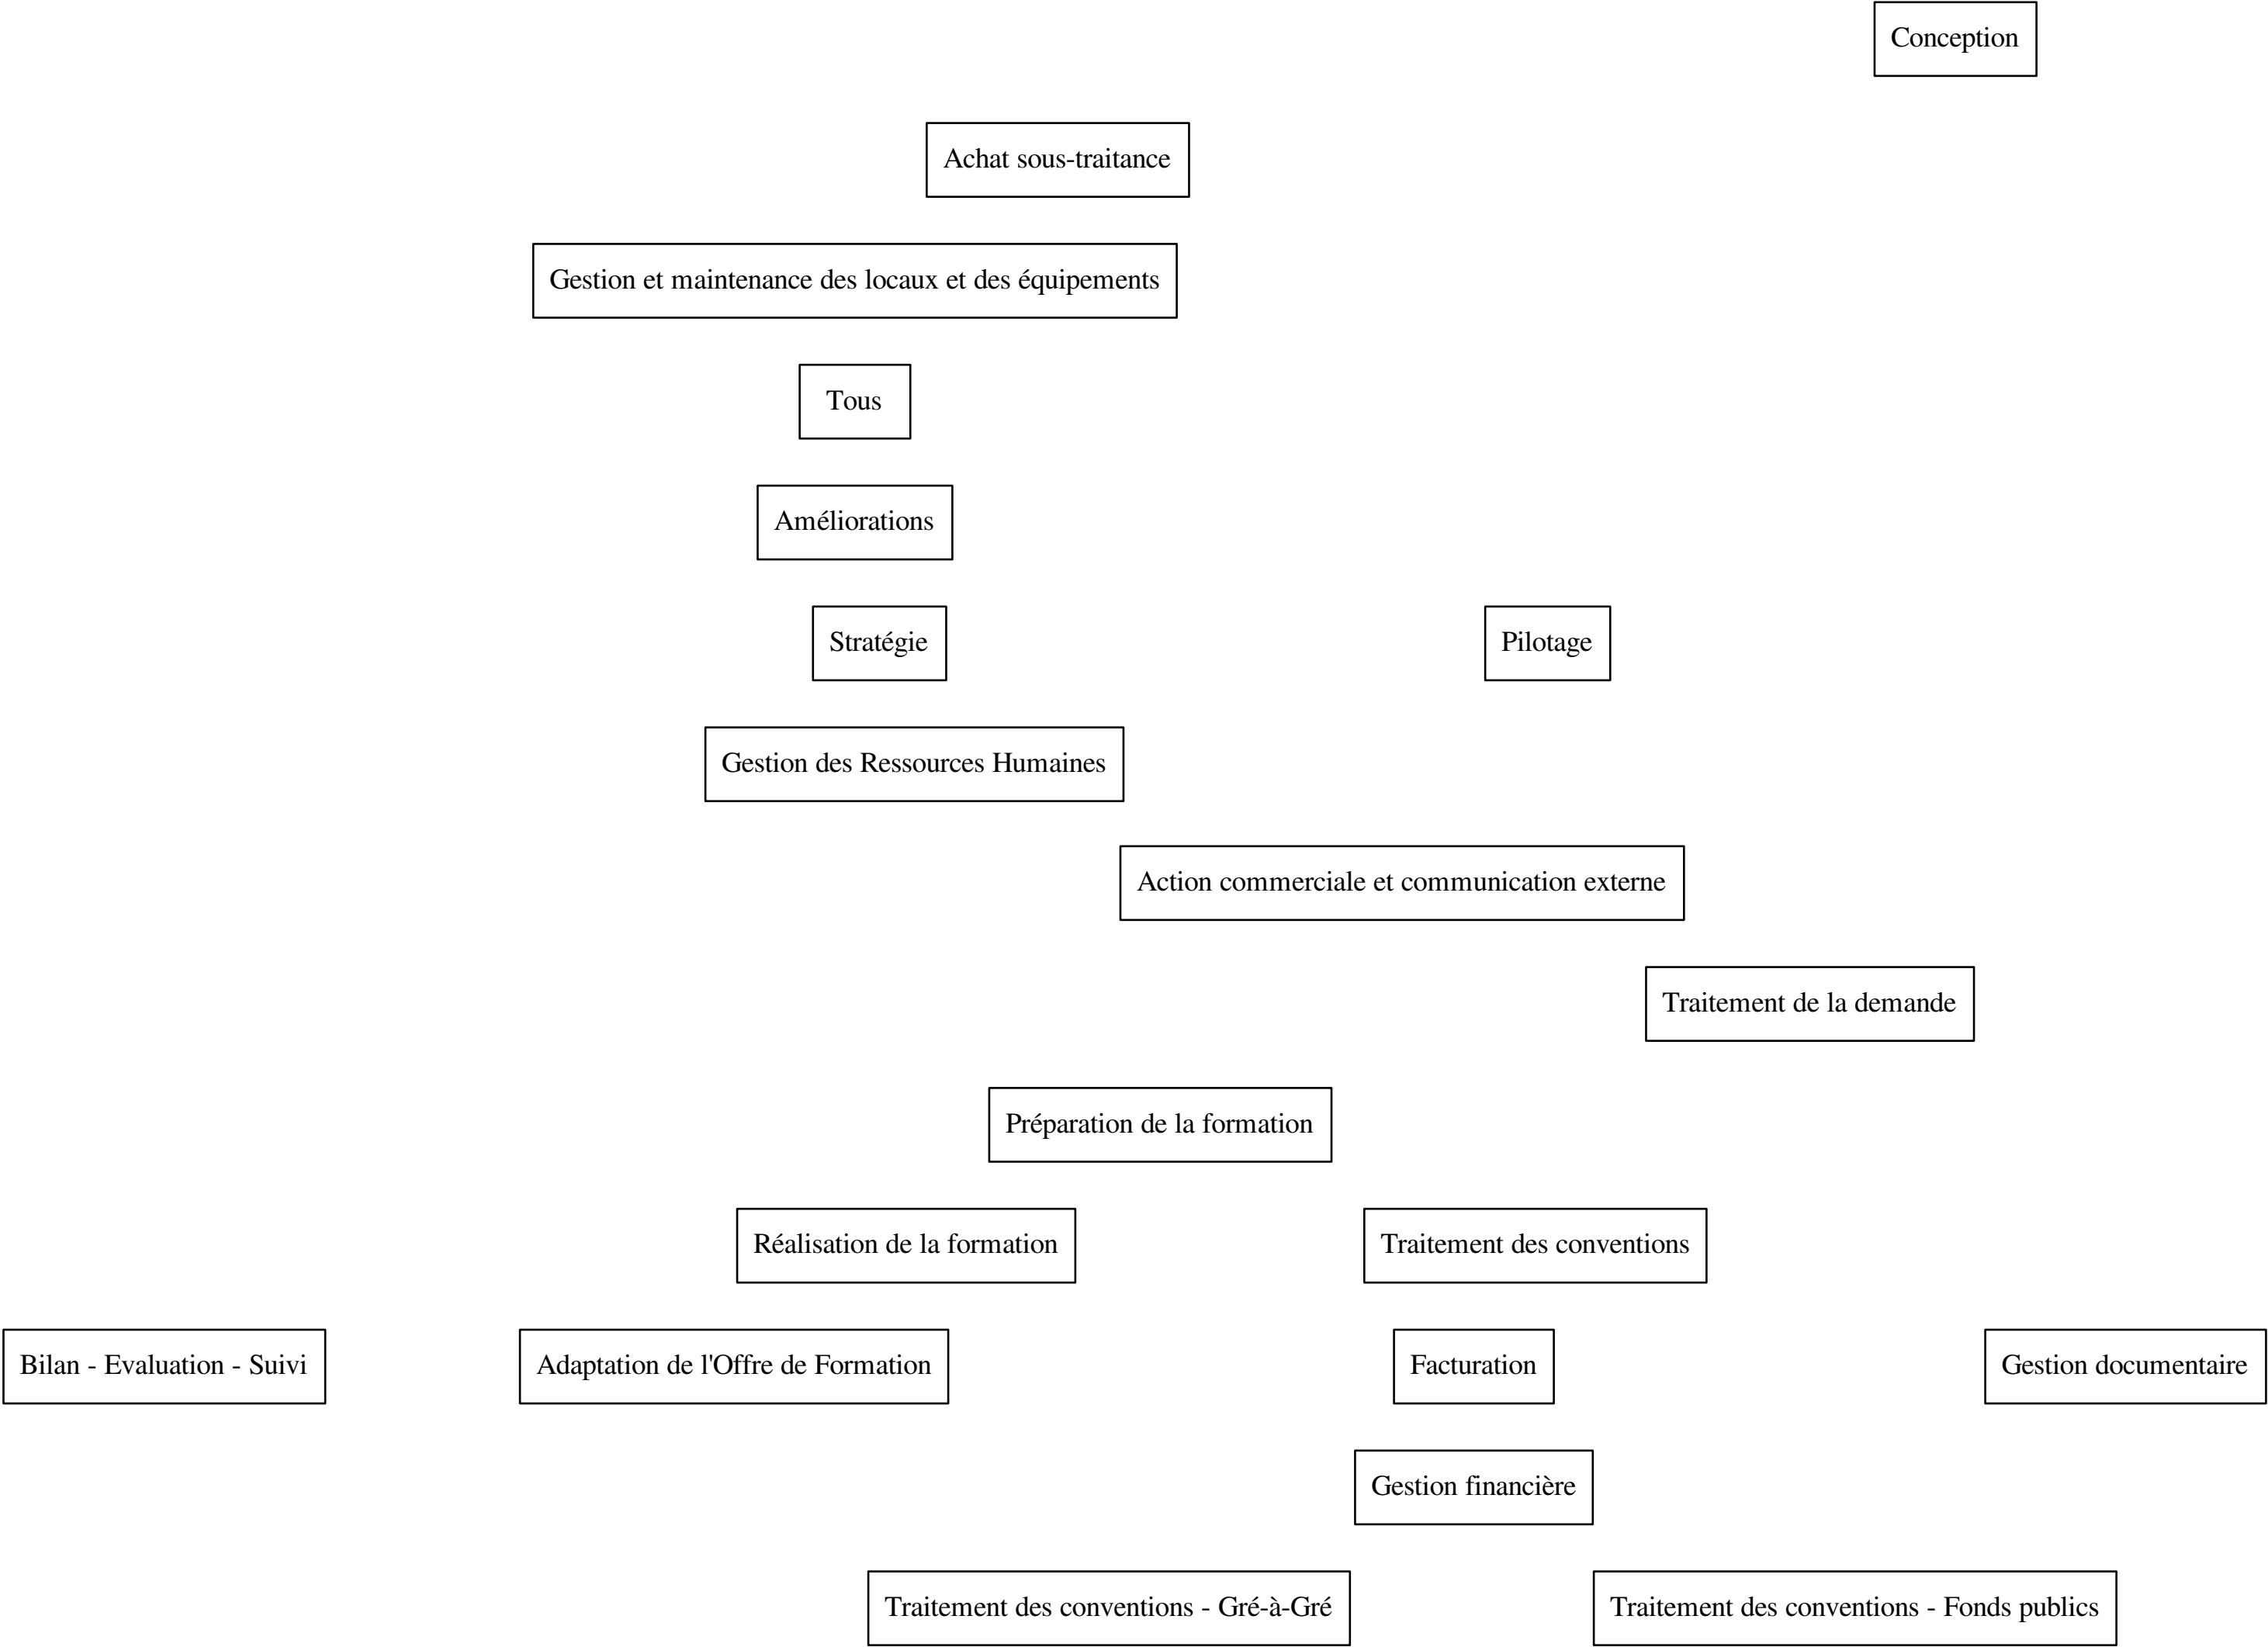 Conception
Achat sous-traitance
Gestion et maintenance des locaux et des équipements
Tous
Améliorations
Stratégie
Pilotage
Gestion des Ressources Humaines
Action commerciale et communication externe
Traitement de la demande
Préparation de la formation
Réalisation de la formation
Traitement des conventions
Bilan - Evaluation - Suivi
Adaptation de l'Offre de Formation
Facturation
Gestion documentaire
Gestion financière
Traitement des conventions - Gré-à-Gré
Traitement des conventions - Fonds publics